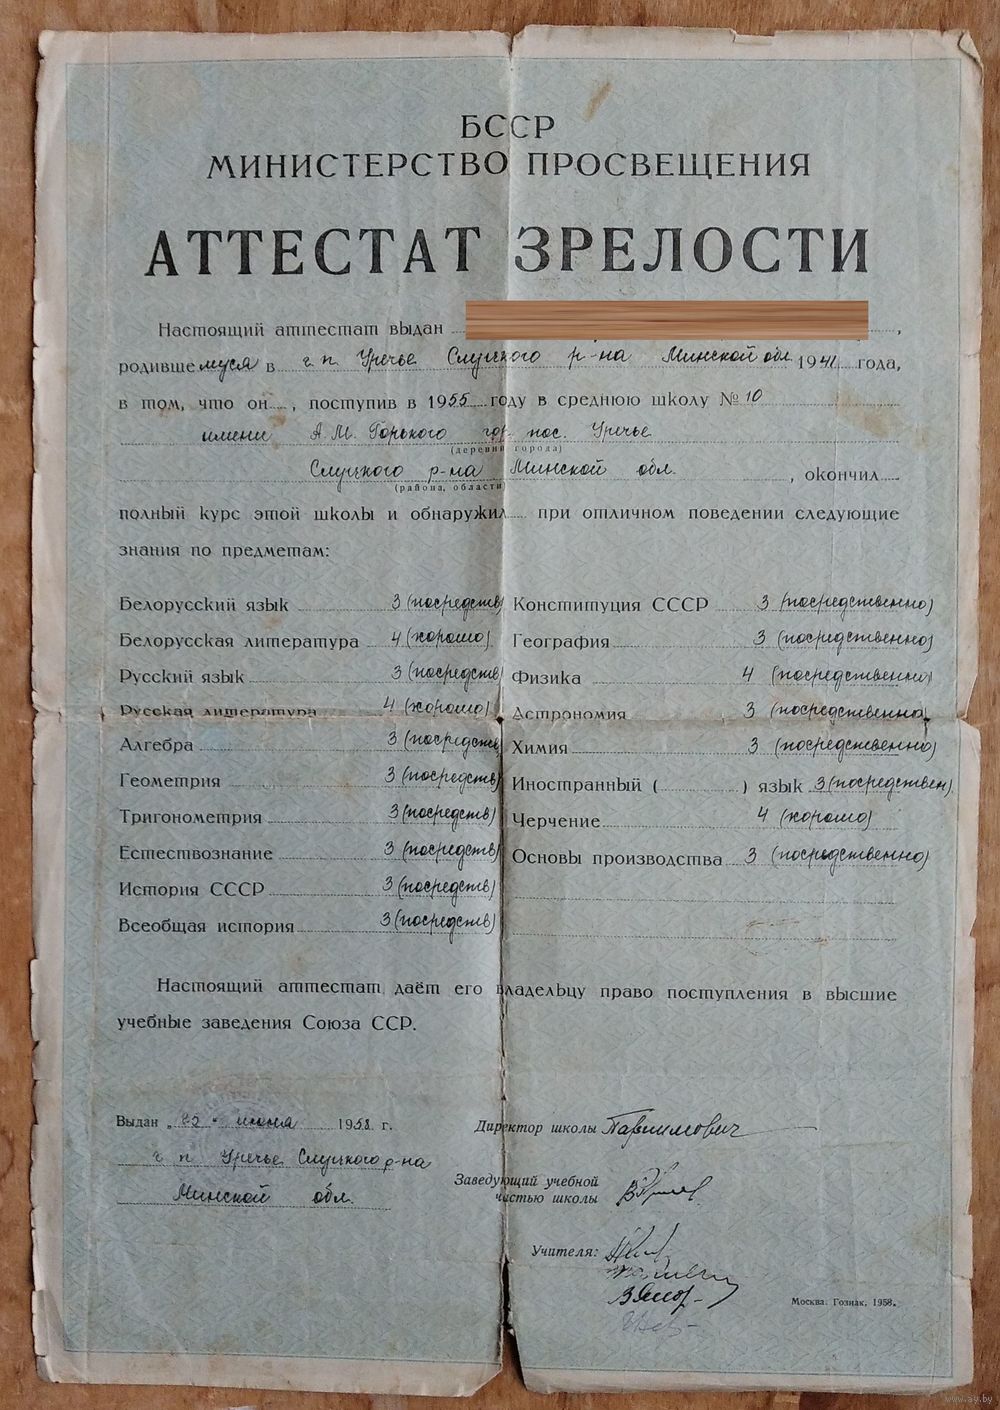 БССР
МИНИСТЕРСТВО ПРОСВЕЩЕНИЯ
АТТЕСТАТ ЗРЕЛОСТИ
Настоящий аттестат выдан ,
родившемуся в г. п. Уречье Слуцкого р-на Минской обл. 1941 года,
в том, что он , поступив в 1955 году в среднюю школу № 10
имени А. М. Горького гор. пос. Уречье
(деревни города)
Слуцкого р-на Минской обл. , окончил
(района, области)
полный курс этой школы и обнаружил при отличном поведении следующие
знания по предметам:
Белорусский язык 3 (посредств)
Белорусская литература 4 (хорошо)
Русский язык 3 (посредств)
Русская литература 4 (хорошо)
Алгебра 3 (посредств)
Геометрия 3 (посредств)
Тригонометрия 3 (посредств)
Естествознание 3 (посредств)
История СССР 3 (посредств)
Всеобщая история 3 (посредств)
Конституция СССР 3 (посредственно)
География 3 (посредственно)
Физика 4 (посредственно)
Астрономия 3 (посредственно)
Химия 3 (посредственно)
Иностранный ( ) язык 3 (посредствен)
Черчение 4 (хорошо)
Основы производства 3 (посредственно)
Настоящий аттестат даёт его владельцу право поступления в высшие
учебные заведения Союза ССР.
Выдан " " июня 1958 г.
г. п. Уречье Слуцкого р-на
Минской обл.
Директор школы
Заведующий учебной
частью школы
Учителя:
Москва. Гознак. 1958.
www.ay.by